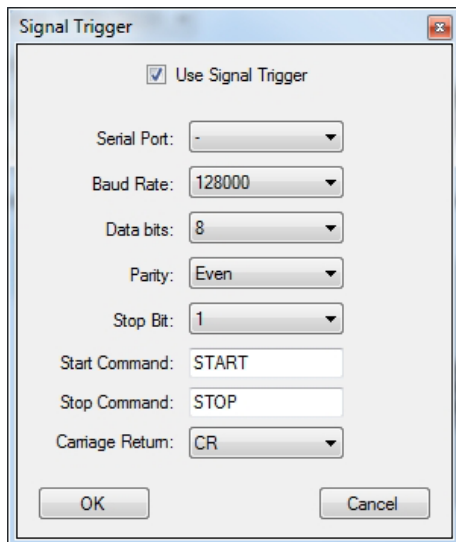 Signal Trigger
Use Signal Trigger
Serial Port: -
Baud Rate: 128000
Data bits: 8
Parity: Even
Stop Bit: 1
Start Command: START
Stop Command: STOP
Carriage Return: CR
OK Cancel